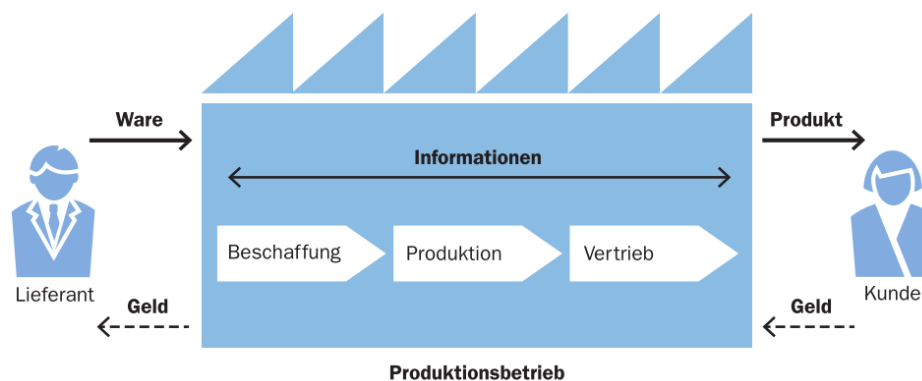 Ware
Produkt
Informationen
Beschaffung
Produktion
Vertrieb
Lieferant
Kunde
Geld
Geld
Produktionsbetrieb